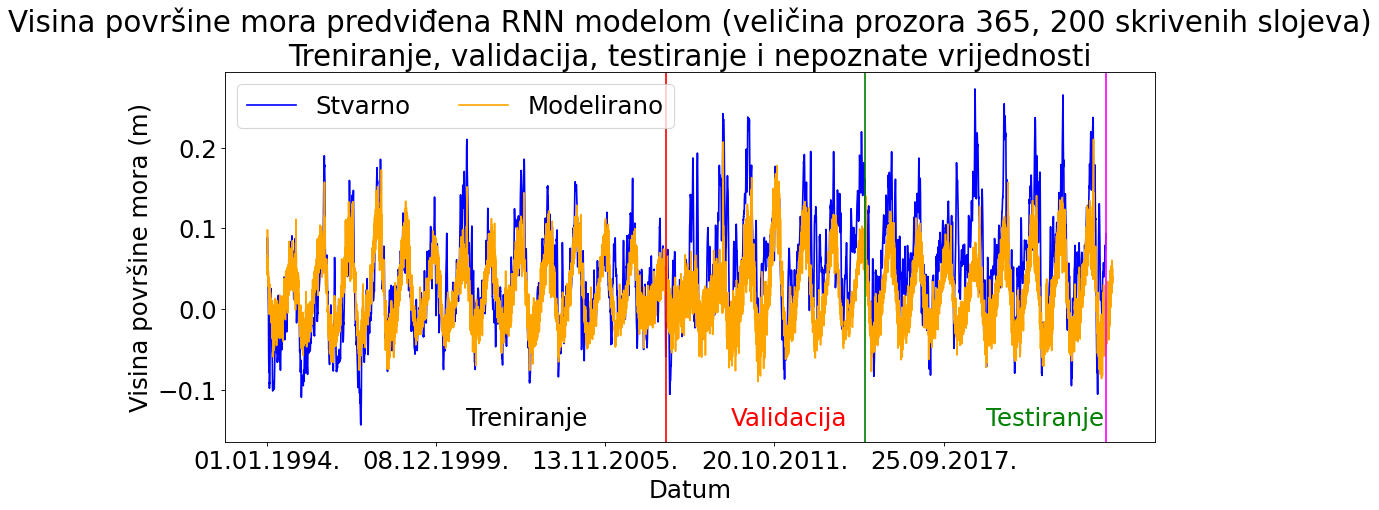 Visina površine mora predviđena RNN modelom (veličina prozora 365, 200 skrivenih slojeva)
Treniranje, validacija, testiranje i nepoznate vrijednosti
Stvarno
Modelirano
Visina površine mora (m)
0.2
0.1
0.0
−0.1
Treniranje
Validacija
Testiranje
01.01.1994.
08.12.1999.
13.11.2005.
20.10.2011.
25.09.2017.
Datum